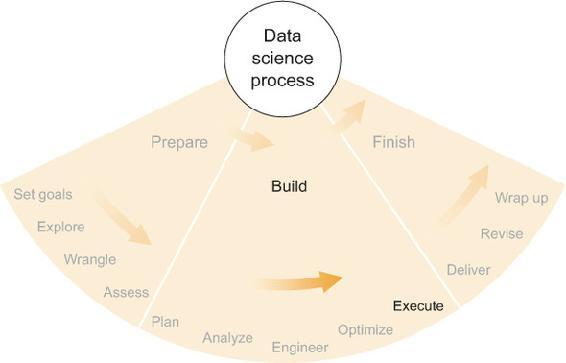 Data
science
process
Prepare
Finish
Build
Set goals
Explore
Wrangle
Assess
Plan
Analyze
Engineer
Optimize
Execute
Deliver
Revise
Wrap up